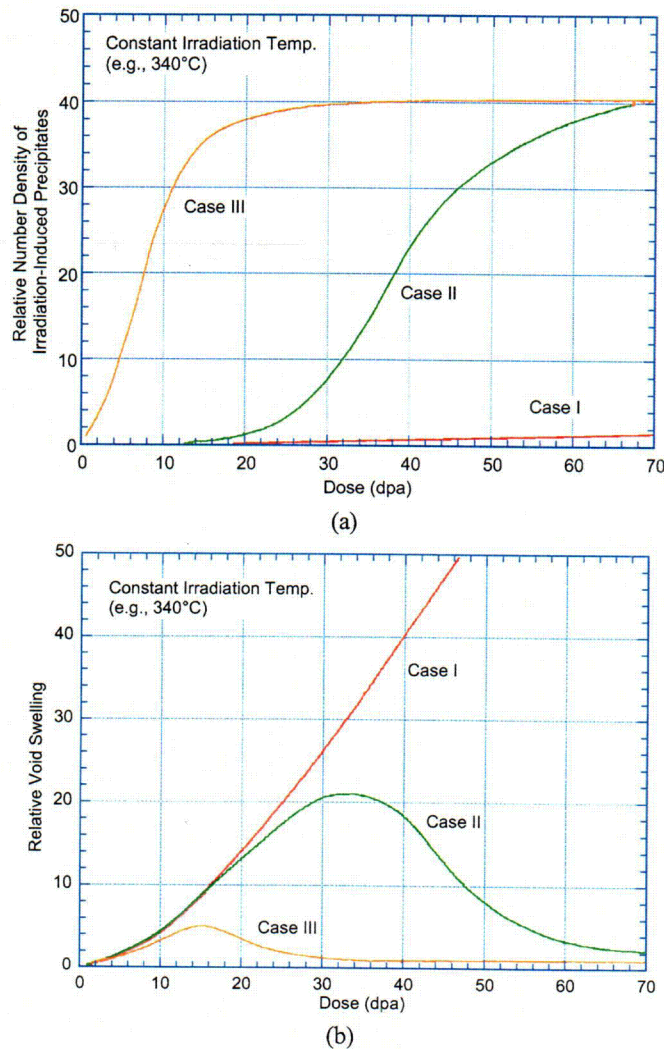 50
Constant Irradiation Temp.
(e.g., 340°C)
40
30
Case III
20
Case II
10
Case I
0
Relative Number Density of
Irradiation-Induced Precipitates
0 10 20 30 40 50 60 70
Dose (dpa)
(a)
50
Constant Irradiation Temp.
(e.g., 340°C)
40
Case I
30
20
Case II
10
Case III
0
Relative Void Swelling
0 10 20 30 40 50 60 70
Dose (dpa)
(b)